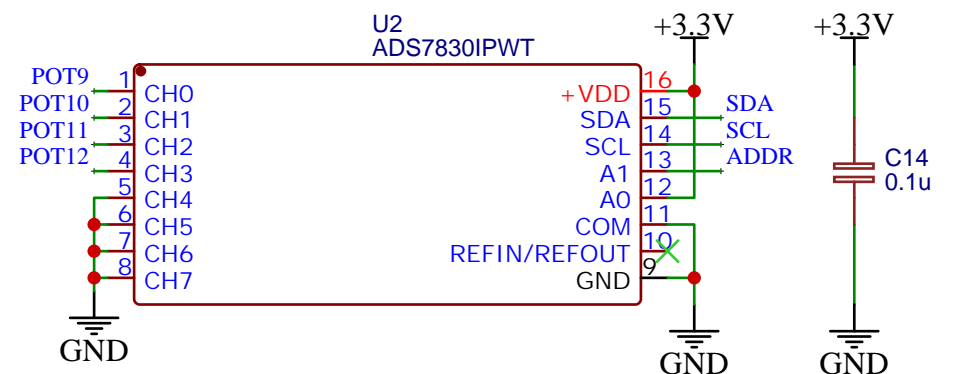 U2
ADS7830IPWT
+3.3V
+3.3V
POT9
1
CH0
+VDD
16
POT10
2
CH1
SDA
15
SDA
POT11
3
CH2
SCL
14
SCL
POT12
4
CH3
A1
13
ADDR
5
CH4
A0
12
6
CH5
COM
11
7
CH6
REFIN/REFOUT
10
8
CH7
GND
9
C14
0.1u
GND
GND
GND